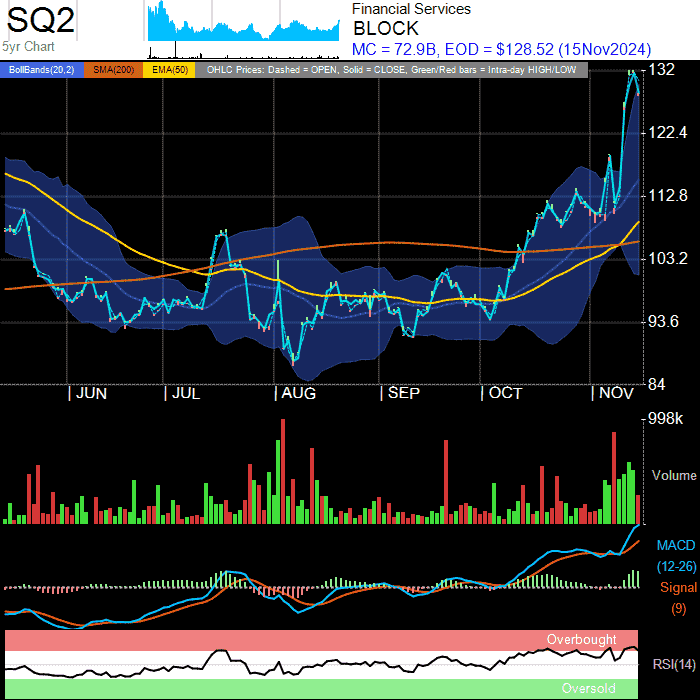 SQ2
5yr Chart
Financial Services
BLOCK
MC = 72.9B, EOD = $128.52 (15Nov2024)
BollBands(20,2) SMA(200) EMA(50) OHLC Prices: Dashed = OPEN, Solid = CLOSE, Green/Red bars = Intra-day HIGH/LOW
132
122.4
112.8
103.2
93.6
84
| JUN | JUL | AUG | SEP | OCT | NOV
998k
Volume
MACD
(12-26)
Signal
(9)
Overbought
RSI(14)
Oversold